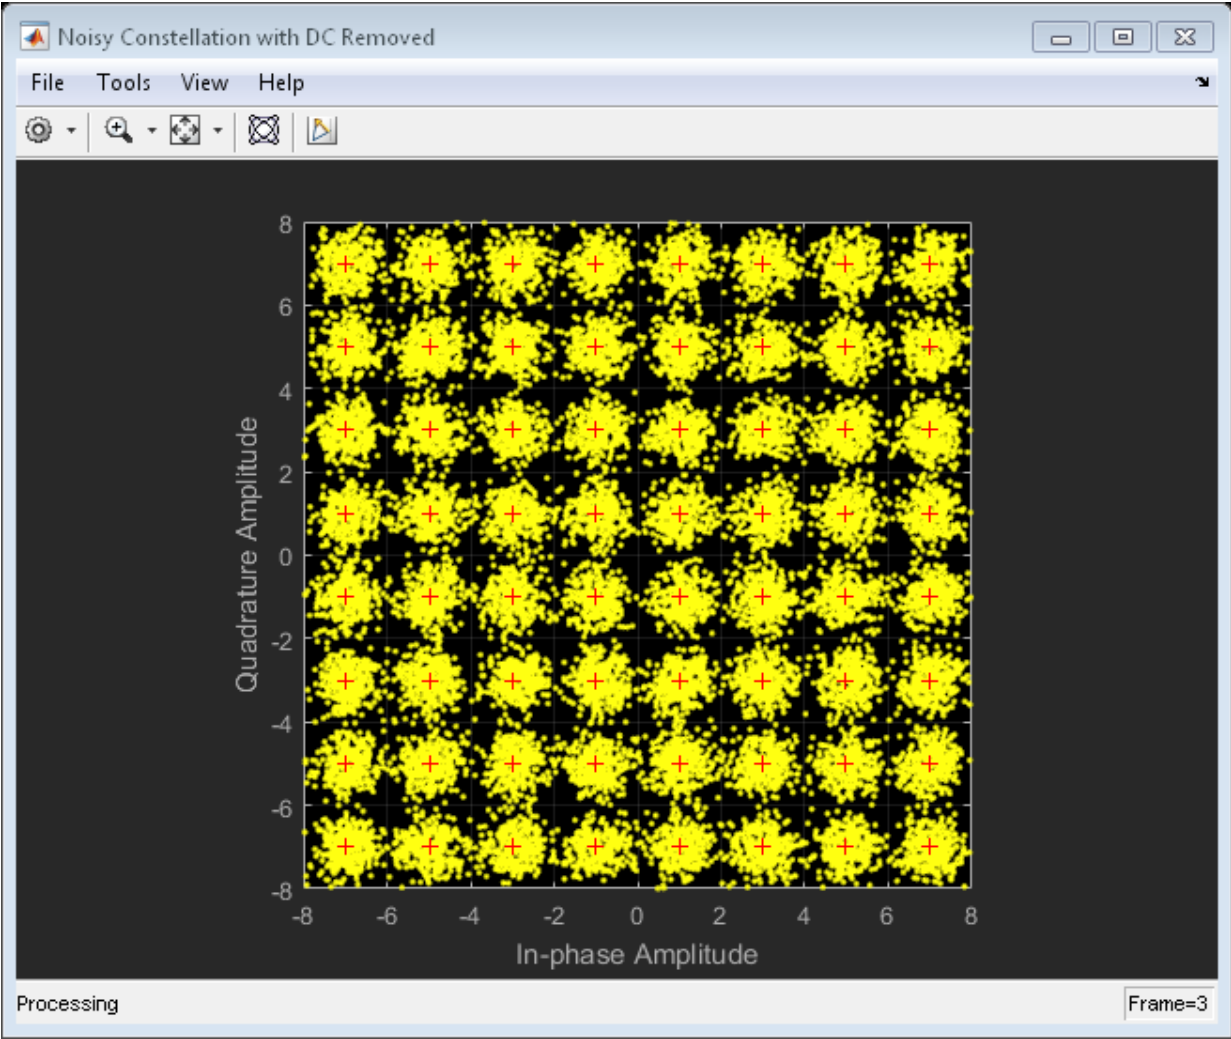 Noisy Constellation with DC Removed
File Tools View Help
8
6
4
2
0
-2
-4
-6
-8
Quadrature Amplitude
-8 -6 -4 -2 0 2 4 6 8
In-phase Amplitude
Processing Frame=3